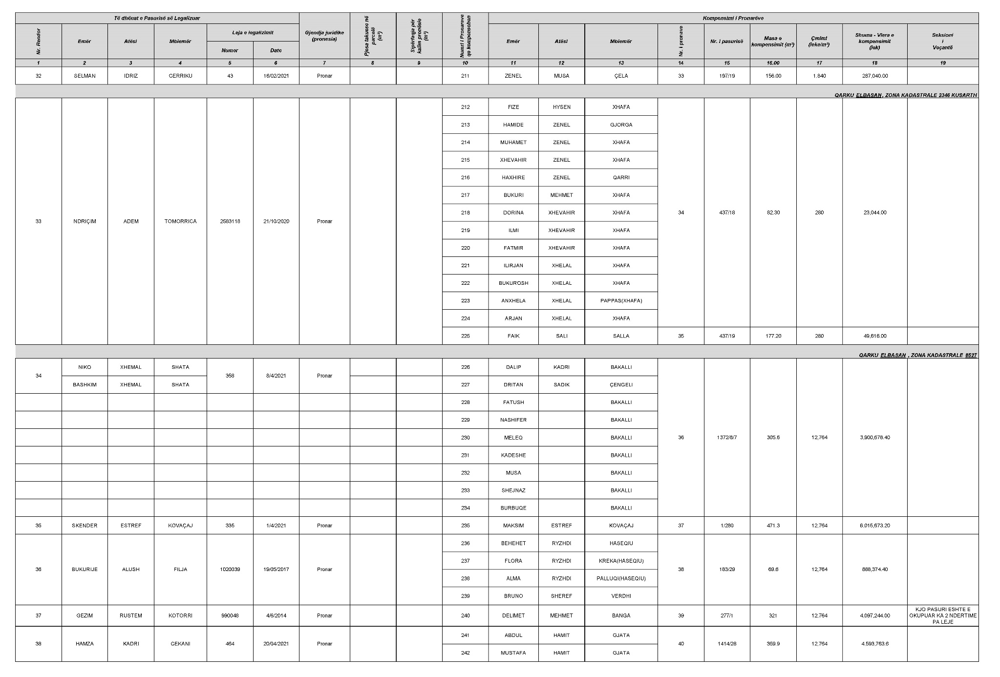 Të dhënat e Pasurisë së Legalizuar
Gjendja juridike (pronesia)
Pjesa takuese në parcelë (m²)
Sipërfaqja për kalim pronësie (m²)
Numri i Pronareve qe kompensohen
Kompensimi i Pronarëve
Nr. Rendor
Emër
Atësi
Mbiemër
Leja e legalizimit
Numer
Date
Emër
Atësi
Mbiemër
Nr. i pronave
Nr. i pasurisë
Masa e kompensimit (m²)
Çmimi (leke/m²)
Shuma - Vlera e kompensimit (lek)
Seksioni i Veçantë
1 2 3 4 5 6 7 8 9 10 11 12 13 14 15 16.00 17 18 19
32 SELMAN IDRIZ CERRIKU 43 16/02/2021 Pronar 211 ZENEL MUSA ÇELA 33 197/19 156.00 1.840 287,040.00
QARKU ELBASAN, ZONA KADASTRALE 2346 KUSARTH
212 FIZE HYSEN XHAFA
213 HAMIDE ZENEL GJORGA
214 MUHAMET ZENEL XHAFA
215 XHEVAHIR ZENEL XHAFA
216 HAXHIRE ZENEL QARRI
217 BUKURI MEHMET XHAFA
218 DORINA XHEVAHIR XHAFA 34 437/18 82.30 280 23,044.00
33 NDRIÇIM ADEM TOMORRICA 2583118 21/10/2020 Pronar
219 ILMI XHEVAHIR XHAFA
220 FATMIR XHEVAHIR XHAFA
221 ILIRJAN XHELAL XHAFA
222 BUKUROSH XHELAL XHAFA
223 ANXHELA XHELAL PAPPAS(XHAFA)
224 ARJAN XHELAL XHAFA
225 FAIK SALI SALLA 35 437/19 177.20 280 49,616.00
QARKU ELBASAN , ZONA KADASTRALE 8527
NIKO XHEMAL SHATA 226 DALIP KADRI BAKALLI
34 358 8/4/2021 Pronar
BASHKIM XHEMAL SHATA 227 DRITAN SADIK ÇENGELI
228 FATUSH BAKALLI
229 NASHIFER BAKALLI
230 MELEQ BAKALLI 36 1372/8/7 305.6 12,764 3,900,678.40
231 KADESHE BAKALLI
232 MUSA BAKALLI
233 SHEJNAZ BAKALLI
234 BURBUQE BAKALLI
35 SKENDER ESTREF KOVAÇAJ 335 1/4/2021 Pronar 235 MAKSIM ESTREF KOVAÇAJ 37 1/280 471.3 12,764 6,015,673.20
236 BEHEHET RYZHDI HASEQIU
237 FLORA RYZHDI KREKA(HASEQIU)
36 BUKURIJE ALUSH FILJA 1020039 19/05/2017 Pronar 38 183/29 69.6 12,764 888,374.40
238 ALMA RYZHDI PALLUQI(HASEQIU)
239 BRUNO SHEREF VERDHI
37 GEZIM RUSTEM KOTORRI 990048 4/6/2014 Pronar 240 DELIMET MEHMET BANGA 39 277/1 321 12,764 4,097,244.00 KJO PASURI ESHTE E OKUPUAR KA 2 NDERTIME PA LEJE
241 ABDUL HAMIT GJATA
38 HAMZA KADRI CEKANI 464 20/04/2021 Pronar 40 1414/28 359.9 12,764 4.593,763.6
242 MUSTAFA HAMIT GJATA